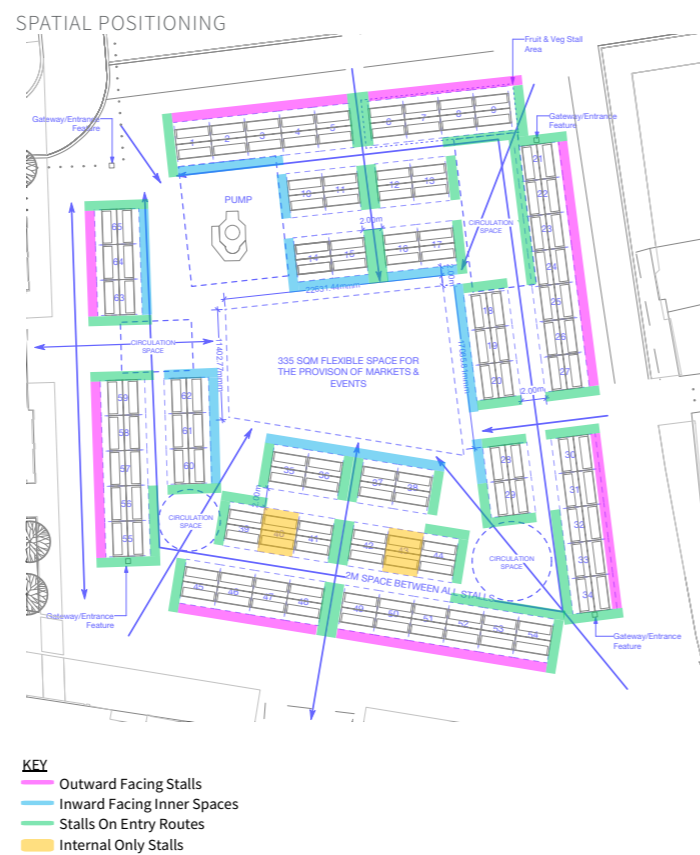 SPATIAL POSITIONING
Fruit & Veg Stall
Area
Gateway/Entrance
Feature
Gateway/Entrance
Feature
1 2 3 4 5 6 7 8 9
PUMP
10 11 12 13
2.00m
CIRCULATION
SPACE
14 15 16 17
2.00m
21
22
23
24
25
26
27
65
64
63
CIRCULATION
SPACE
335 SQM FLEXIBLE SPACE FOR
THE PROVISON OF MARKETS &
EVENTS
18
19
20
2.00m
59
58
57
56
55
62
61
60
28
29
30
31
32
33
34
35 36 37 38
2.00m
CIRCULATION
SPACE
39 40 41 42 43 44
CIRCULATION
SPACE
2M SPACE BETWEEN ALL STALLS
45 46 47 48 49 50 51 52 53 54
Gateway/Entrance
Feature
Gateway/Entrance
Feature
KEY
Outward Facing Stalls
Inward Facing Inner Spaces
Stalls On Entry Routes
Internal Only Stalls